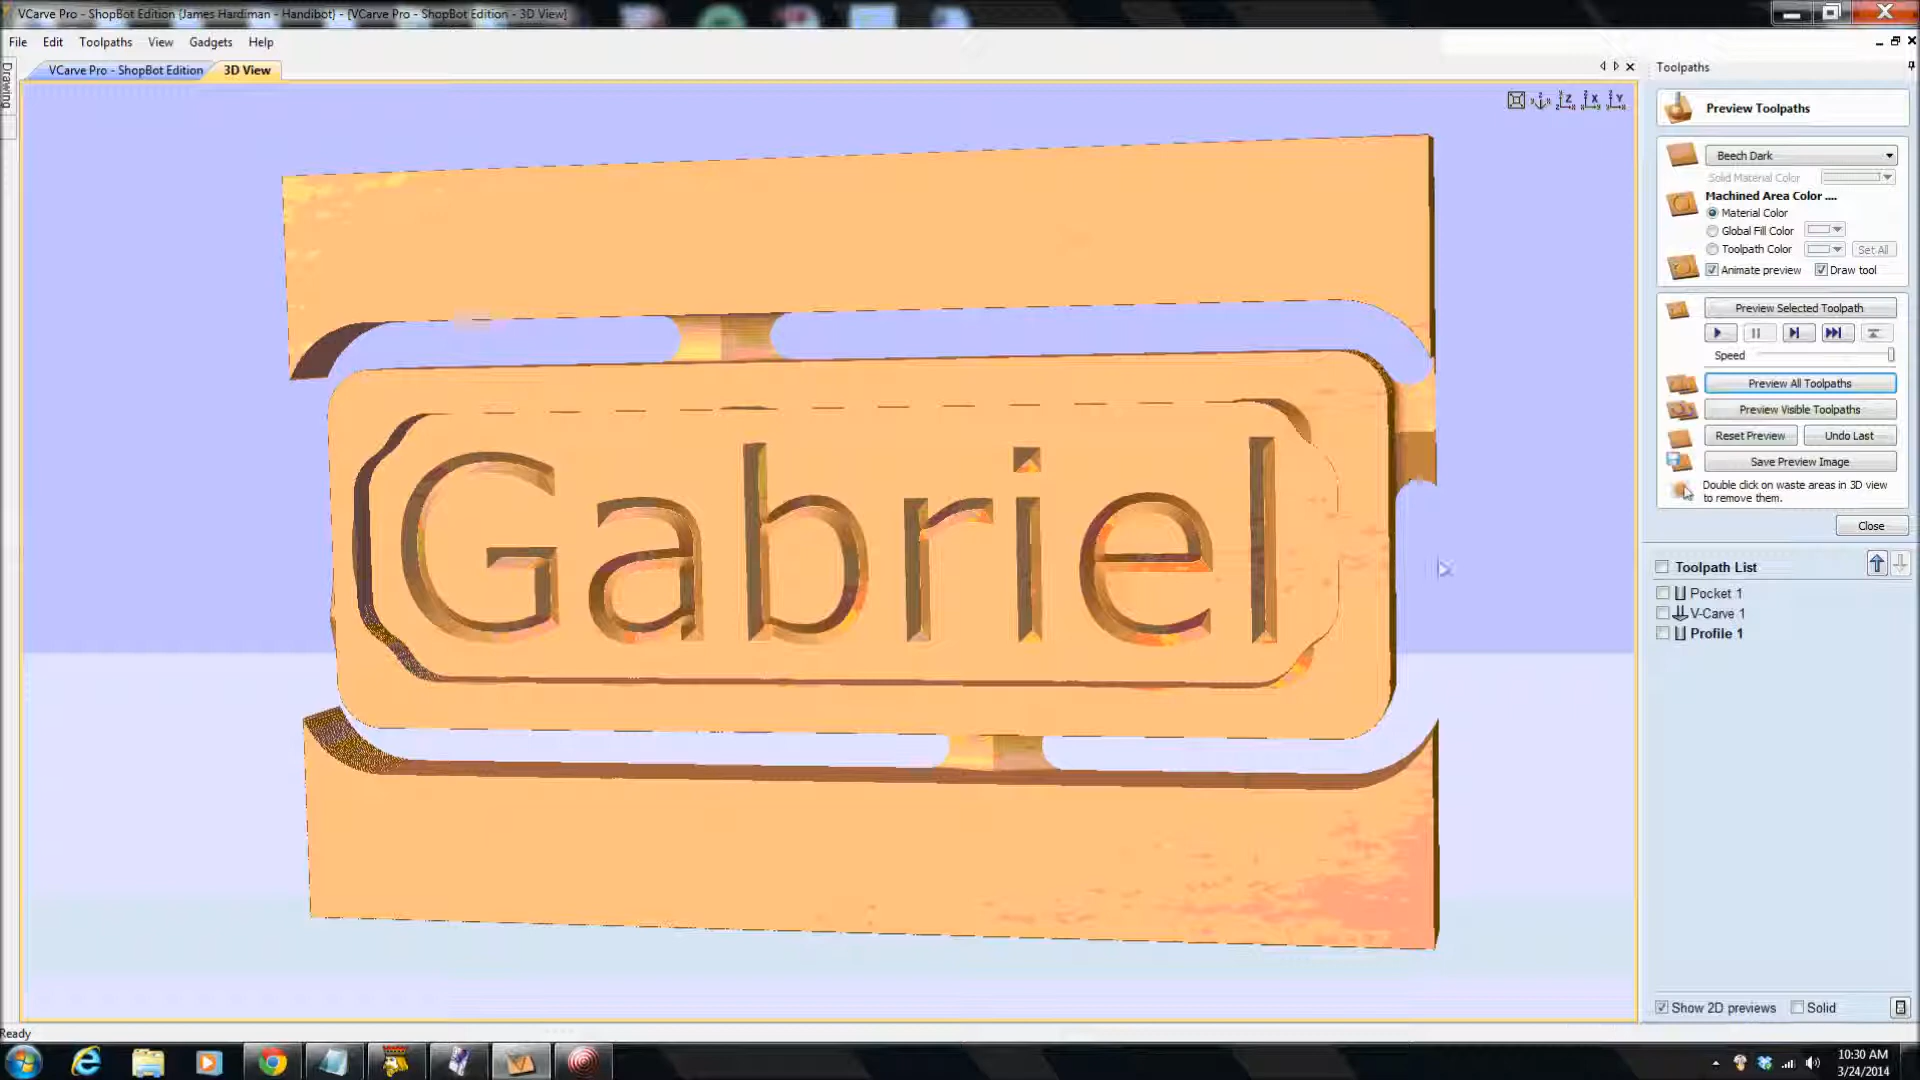 VCarve Pro - ShopBot Edition {James Hardiman - Handibot} - [VCarve Pro - ShopBot Edition - 3D View]
File Edit Toolpaths View Gadgets Help
Drawing
VCarve Pro - ShopBot Edition 3D View
Toolpaths
Preview Toolpaths
Beech Dark
Solid Material Color
Machined Area Color ....
Material Color
Global Fill Color
Toolpath Color Set All
Animate preview Draw tool
Preview Selected Toolpath
Speed
Preview All Toolpaths
Preview Visible Toolpaths
Reset Preview Undo Last
Save Preview Image
Double click on waste areas in 3D view
to remove them.
Close
Gabriel
Toolpath List
Pocket 1
V-Carve 1
Profile 1
Show 2D previews Solid
Ready
10:30 AM
3/24/2014